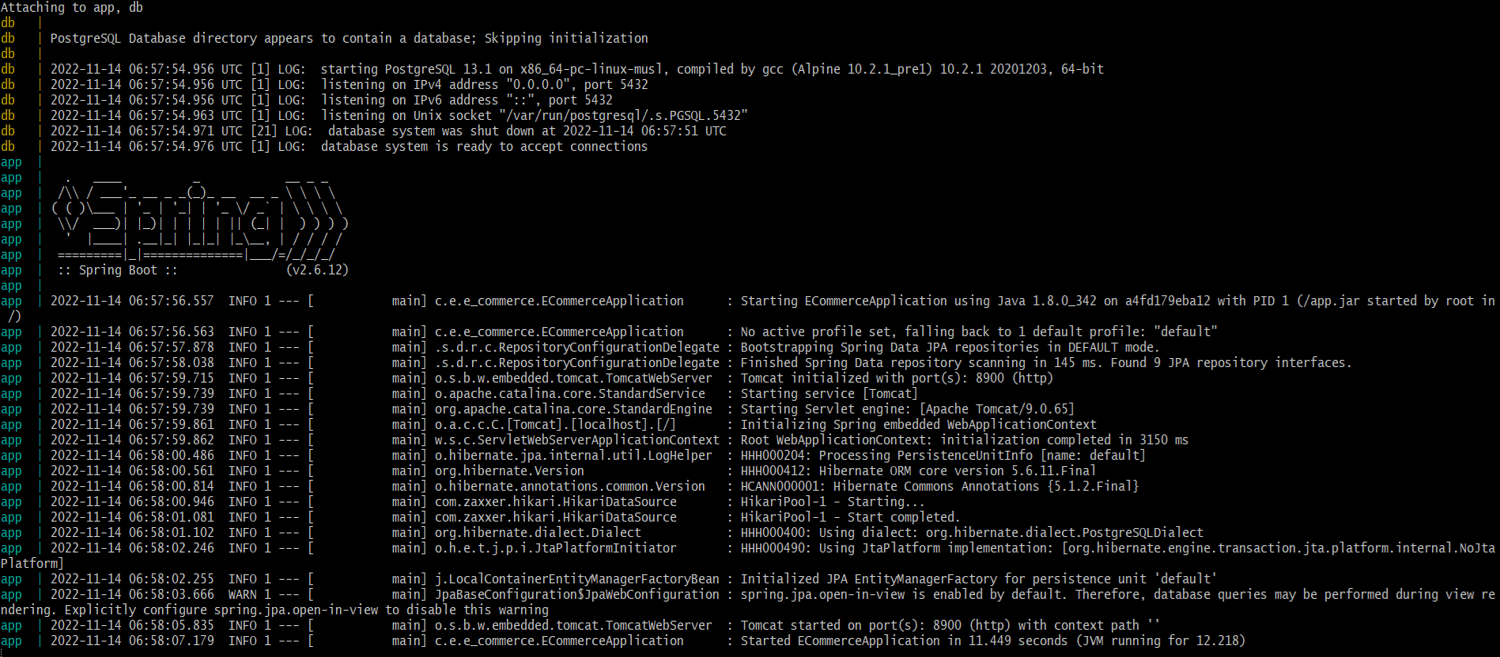 Attaching to app, db
db   |
db   | PostgreSQL Database directory appears to contain a database; Skipping initialization
db   |
db   | 2022-11-14 06:57:54.956 UTC [1] LOG:  starting PostgreSQL 13.1 on x86_64-pc-linux-musl, compiled by gcc (Alpine 10.2.1_pre1) 10.2.1 20201203, 64-bit
db   | 2022-11-14 06:57:54.956 UTC [1] LOG:  listening on IPv4 address "0.0.0.0", port 5432
db   | 2022-11-14 06:57:54.956 UTC [1] LOG:  listening on IPv6 address "::", port 5432
db   | 2022-11-14 06:57:54.963 UTC [1] LOG:  listening on Unix socket "/var/run/postgresql/.s.PGSQL.5432"
db   | 2022-11-14 06:57:54.971 UTC [21] LOG:  database system was shut down at 2022-11-14 06:57:51 UTC
db   | 2022-11-14 06:57:54.976 UTC [1] LOG:  database system is ready to accept connections
app  |
app  |   .   ____          _            __ _ _
app  |  /\\ / ___'_ __ _ _(_)_ __  __ _ \ \ \ \
app  | ( ( )\___ | '_ | '_| | '_ \/ _` | \ \ \ \
app  |  \\/  ___)| |_)| | | | | || (_| |  ) ) ) )
app  |   '  |____| .__|_| |_|_| |_\__, | / / / /
app  |  =========|_|==============|___/=/_/_/_/
app  |  :: Spring Boot ::               (v2.6.12)
app  |
app  | 2022-11-14 06:57:56.557  INFO 1 --- [           main] c.e.e_commerce.ECommerceApplication      : Starting ECommerceApplication using Java 1.8.0_342 on a4fd179eba12 with PID 1 (/app.jar started by root in
 /)
app  | 2022-11-14 06:57:56.563  INFO 1 --- [           main] c.e.e_commerce.ECommerceApplication      : No active profile set, falling back to 1 default profile: "default"
app  | 2022-11-14 06:57:57.878  INFO 1 --- [           main] .s.d.r.c.RepositoryConfigurationDelegate : Bootstrapping Spring Data JPA repositories in DEFAULT mode.
app  | 2022-11-14 06:57:58.038  INFO 1 --- [           main] .s.d.r.c.RepositoryConfigurationDelegate : Finished Spring Data repository scanning in 145 ms. Found 9 JPA repository interfaces.
app  | 2022-11-14 06:57:59.715  INFO 1 --- [           main] o.s.b.w.embedded.tomcat.TomcatWebServer  : Tomcat initialized with port(s): 8900 (http)
app  | 2022-11-14 06:57:59.739  INFO 1 --- [           main] o.apache.catalina.core.StandardService   : Starting service [Tomcat]
app  | 2022-11-14 06:57:59.739  INFO 1 --- [           main] org.apache.catalina.core.StandardEngine  : Starting Servlet engine: [Apache Tomcat/9.0.65]
app  | 2022-11-14 06:57:59.861  INFO 1 --- [           main] o.a.c.c.C.[Tomcat].[localhost].[/]       : Initializing Spring embedded WebApplicationContext
app  | 2022-11-14 06:57:59.862  INFO 1 --- [           main] w.s.c.ServletWebServerApplicationContext : Root WebApplicationContext: initialization completed in 3150 ms
app  | 2022-11-14 06:58:00.486  INFO 1 --- [           main] o.hibernate.jpa.internal.util.LogHelper  : HHH000204: Processing PersistenceUnitInfo [name: default]
app  | 2022-11-14 06:58:00.561  INFO 1 --- [           main] org.hibernate.Version                    : HHH000412: Hibernate ORM core version 5.6.11.Final
app  | 2022-11-14 06:58:00.814  INFO 1 --- [           main] o.hibernate.annotations.common.Version   : HCANN000001: Hibernate Commons Annotations {5.1.2.Final}
app  | 2022-11-14 06:58:00.946  INFO 1 --- [           main] com.zaxxer.hikari.HikariDataSource       : HikariPool-1 - Starting...
app  | 2022-11-14 06:58:01.081  INFO 1 --- [           main] com.zaxxer.hikari.HikariDataSource       : HikariPool-1 - Start completed.
app  | 2022-11-14 06:58:01.102  INFO 1 --- [           main] org.hibernate.dialect.Dialect            : HHH000400: Using dialect: org.hibernate.dialect.PostgreSQLDialect
app  | 2022-11-14 06:58:02.246  INFO 1 --- [           main] o.h.e.t.j.p.i.JtaPlatformInitiator       : HHH000490: Using JtaPlatform implementation: [org.hibernate.engine.transaction.jta.platform.internal.NoJta
Platform]
app  | 2022-11-14 06:58:02.255  INFO 1 --- [           main] j.LocalContainerEntityManagerFactoryBean : Initialized JPA EntityManagerFactory for persistence unit 'default'
app  | 2022-11-14 06:58:03.666  WARN 1 --- [           main] JpaBaseConfiguration$JpaWebConfiguration : spring.jpa.open-in-view is enabled by default. Therefore, database queries may be performed during view re
ndering. Explicitly configure spring.jpa.open-in-view to disable this warning
app  | 2022-11-14 06:58:05.835  INFO 1 --- [           main] o.s.b.w.embedded.tomcat.TomcatWebServer  : Tomcat started on port(s): 8900 (http) with context path ''
app  | 2022-11-14 06:58:07.179  INFO 1 --- [           main] c.e.e_commerce.ECommerceApplication      : Started ECommerceApplication in 11.449 seconds (JVM running for 12.218)